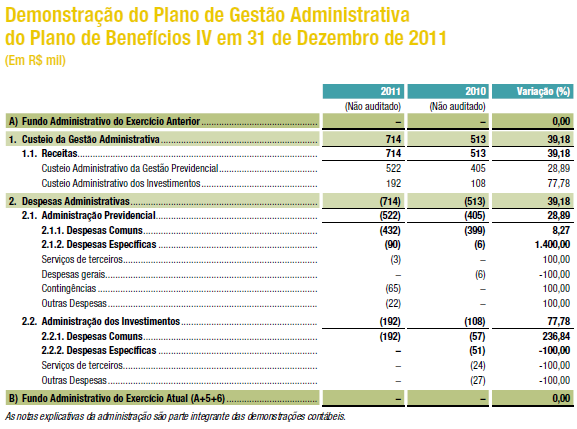 Demonstração do Plano de Gestão Administrativa
do Plano de Benefícios IV em 31 de Dezembro de 2011
(Em R$ mil)
2011 2010 Variação (%)
(Não auditado) (Não auditado)
A) Fundo Administrativo do Exercício Anterior – – 0,00
1. Custeio da Gestão Administrativa 714 513 39,18
1.1. Receitas 714 513 39,18
Custeio Administrativo da Gestão Previdencial 522 405 28,89
Custeio Administrativo dos Investimentos 192 108 77,78
2. Despesas Administrativas (714) (513) 39,18
2.1. Administração Previdencial (522) (405) 28,89
2.1.1. Despesas Comuns (432) (399) 8,27
2.1.2. Despesas Específicas (90) (6) 1.400,00
Serviços de terceiros (3) – 100,00
Despesas gerais – (6) -100,00
Contingências (65) – 100,00
Outras Despesas (22) – 100,00
2.2. Administração dos Investimentos (192) (108) 77,78
2.2.1. Despesas Comuns (192) (57) 236,84
2.2.2. Despesas Específicas – (51) -100,00
Serviços de terceiros – (24) -100,00
Outras Despesas – (27) -100,00
B) Fundo Administrativo do Exercício Atual (A+5+6) – – 0,00
As notas explicativas da administração são parte integrante das demonstrações contábeis.